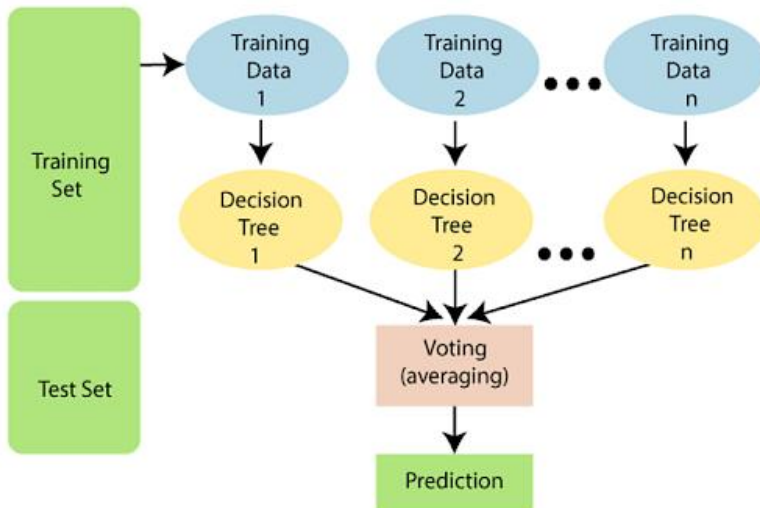 Training
Set
Test Set
Training
Data
1
Training
Data
2
Training
Data
n
Decision
Tree
1
Decision
Tree
2
Decision
Tree
n
Voting
(averaging)
Prediction